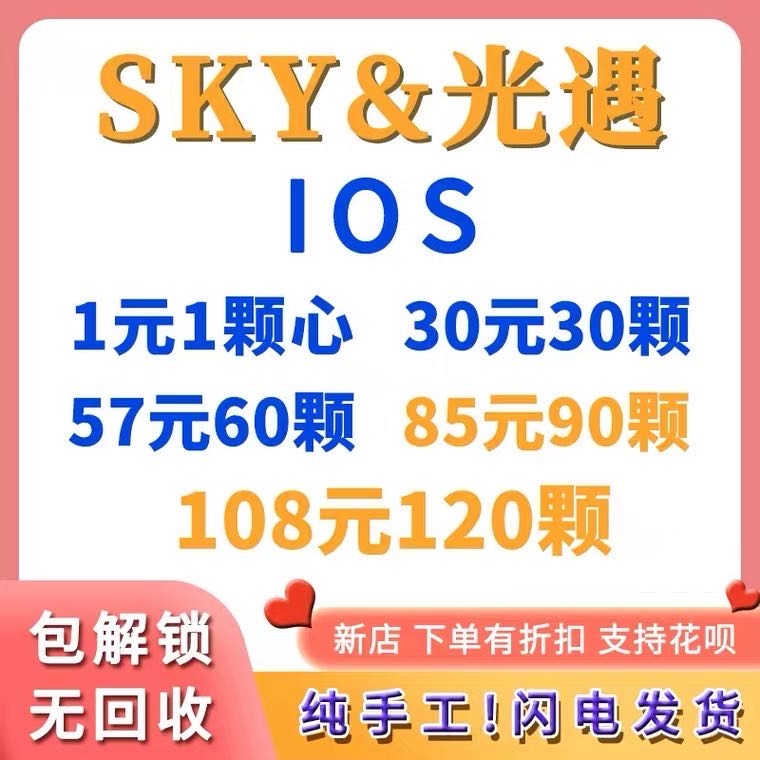 SKY&光遇
IOS
1元1颗心 30元30颗
57元60颗 85元90颗
108元120颗
包解锁
无回收
新店 下单有折扣 支持花呗
纯手工!闪电发货